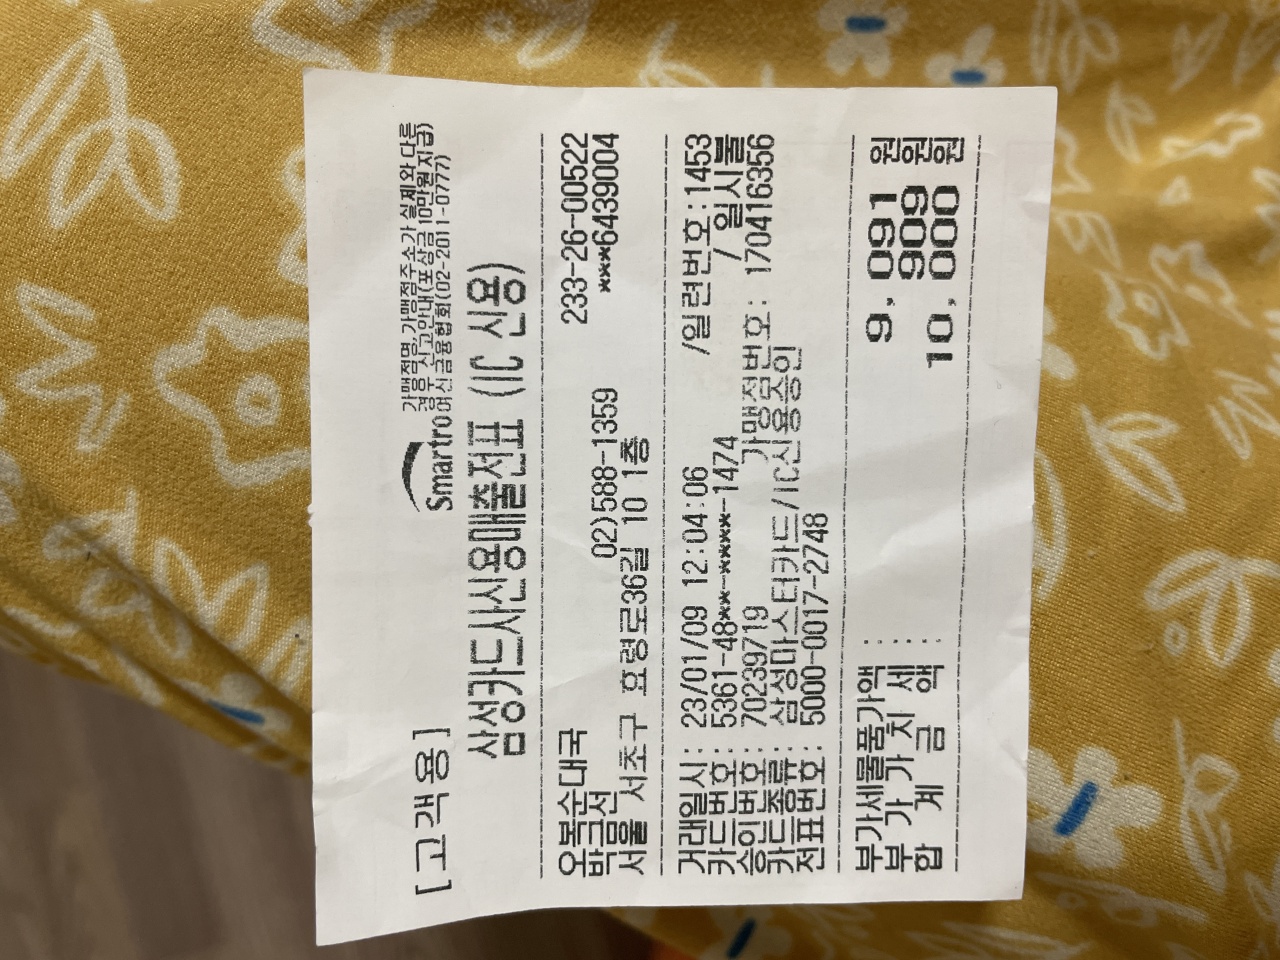 [고객용]
Smartro
가맹점명,가맹점주소가 실제와 다른
경우 신고안내(포상금 10만원지급)
여신금융협회(02-2011-0777)
삼성카드사신용매출전표 (IC 신용)
오복순대국 233-26-00522
박금선 02)588-1359 ***6439004
서울 서초구 효령로36길 10 1층
거래일시: 23/01/09 12:04:06 /일련번호:1453
카드번호: 5361-48**-****-1474 / 일시불
승인번호: 70239719 가맹점번호: 170416356
카드종류: 삼성마스터카드/IC신용승인
전표번호: 5000-0017-2748
부가세물품가액 : 9,091 원
부 가 가 치 세 : 909 원
합 계 금 액 : 10,000 원